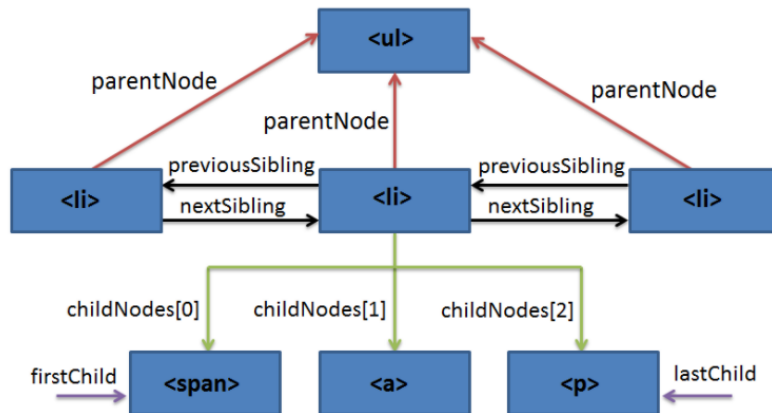 <ul>
parentNode
parentNode
parentNode
previousSibling
previousSibling
<li>
<li>
<li>
nextSibling
nextSibling
childNodes[0]
childNodes[1]
childNodes[2]
firstChild
<span>
<a>
<p>
lastChild